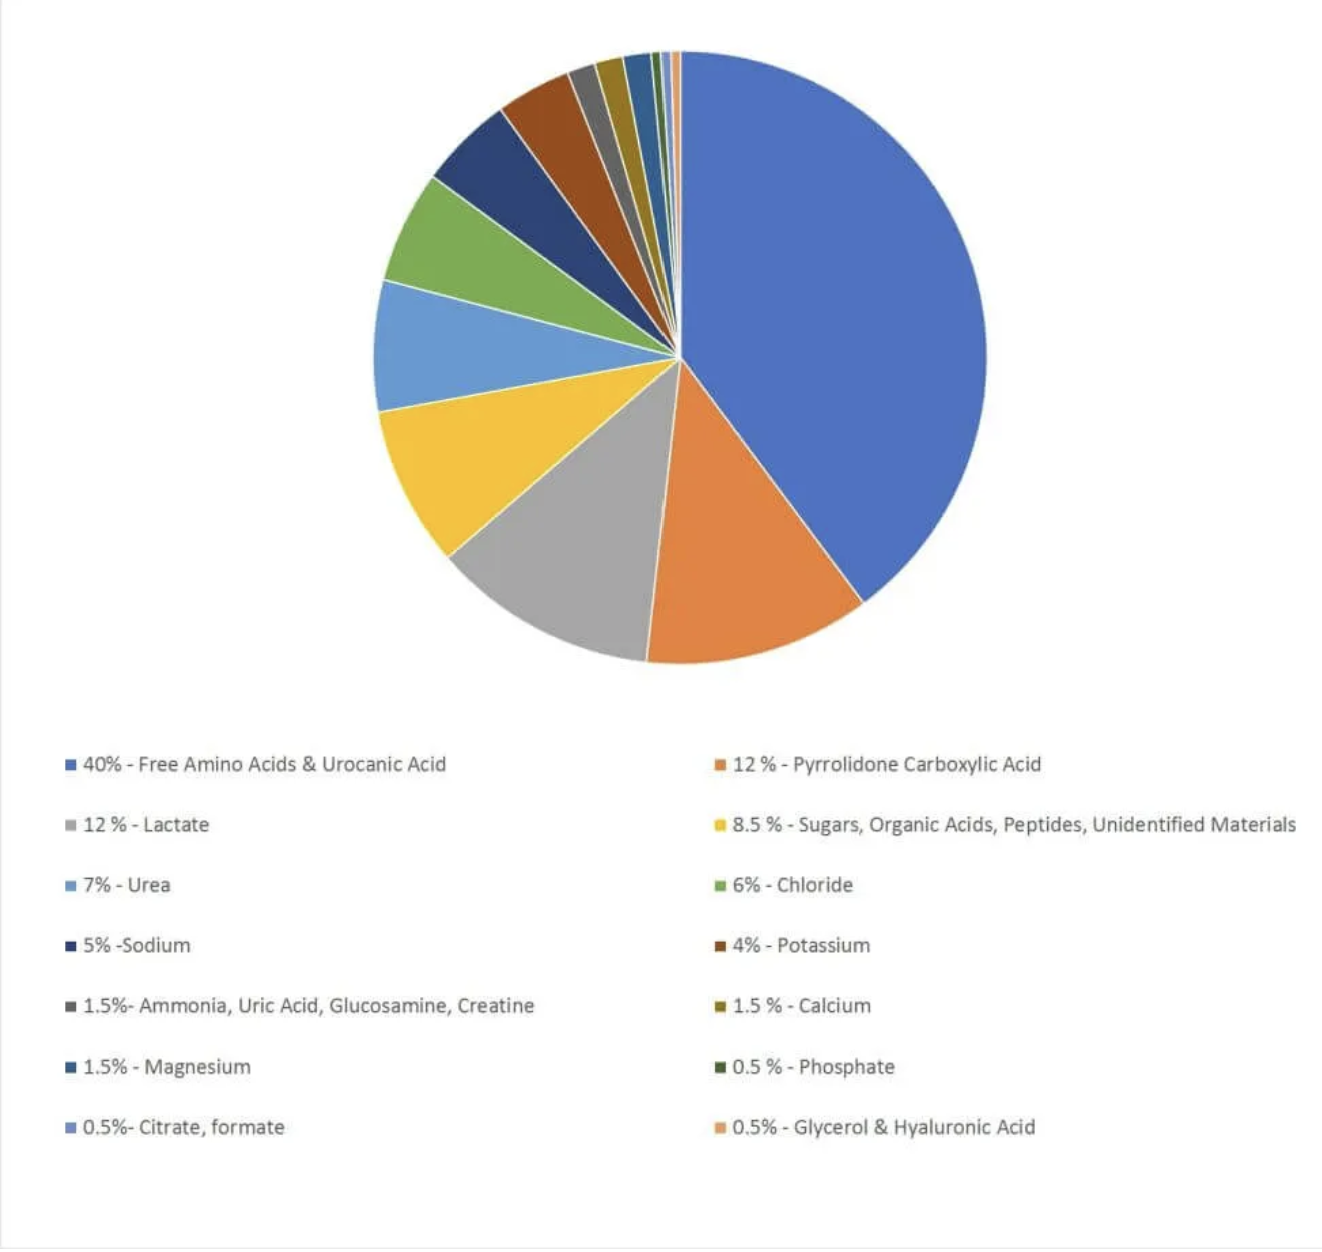 40% - Free Amino Acids & Urocanic Acid
12 % - Pyrrolidone Carboxylic Acid
12 % - Lactate
8.5 % - Sugars, Organic Acids, Peptides, Unidentified Materials
7% - Urea
6% - Chloride
5% -Sodium
4% - Potassium
1.5%- Ammonia, Uric Acid, Glucosamine, Creatine
1.5 % - Calcium
1.5% - Magnesium
0.5 % - Phosphate
0.5%- Citrate, formate
0.5% - Glycerol & Hyaluronic Acid